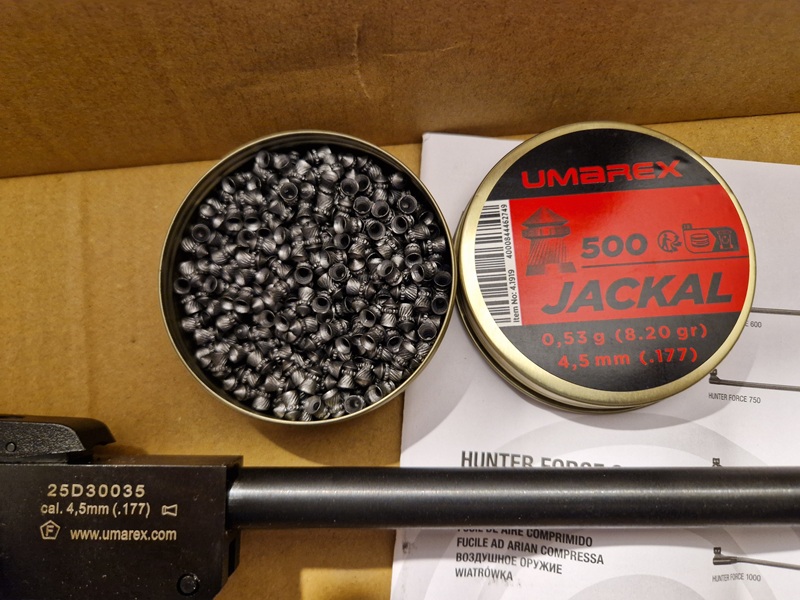 UMAREX
500
JACKAL
0,53 g (8.20 gr)
4,5 mm (.177)
Item No: 4.1919
4000844462749
E 600
HUNTER FORCE 750
HUNTER FORCE
25D30035
cal. 4,5mm (.177)
F
www.umarex.com
FUSIL DE AIRE COMPRIMIDO
FUCILE AD ARIAN COMPRESSA
ВОЗДУШНОЕ ОРУЖИЕ
WIATRÓWKA
HUNTER FORCE 1000